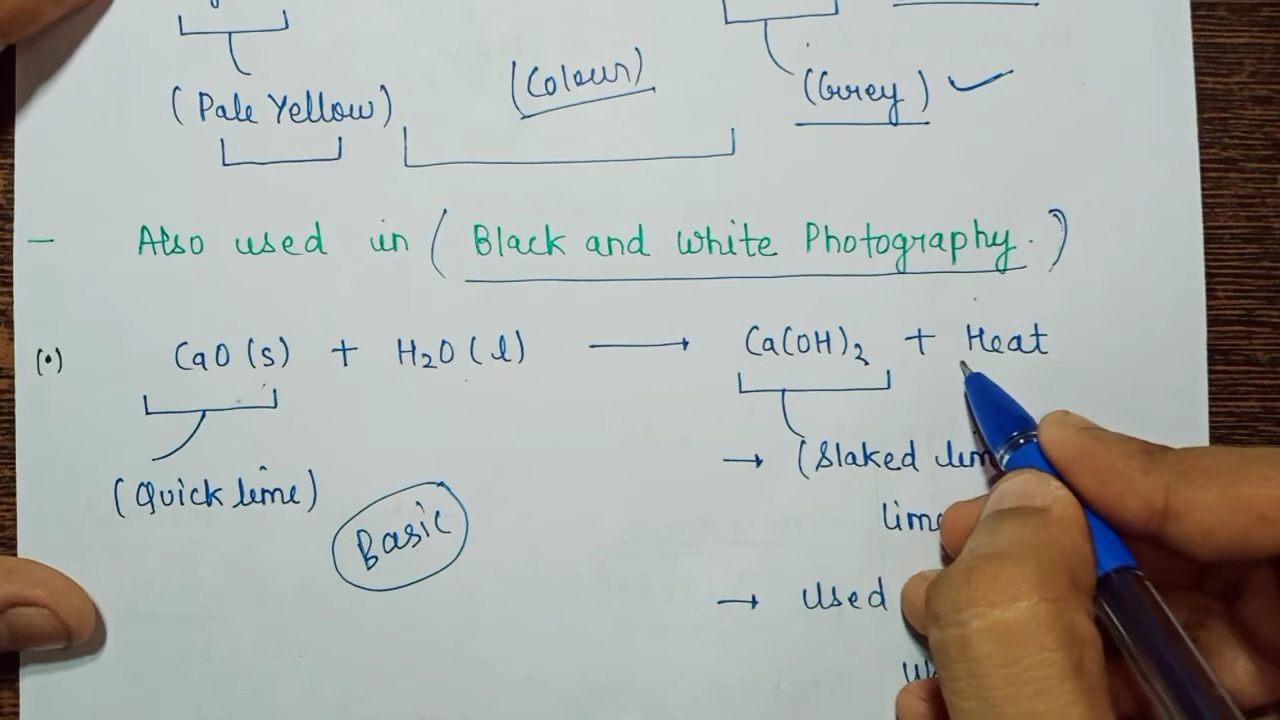 (Pale Yellow) (Colour) (Grey) ✓
— Also used in (Black and White Photography.)
(•) CaO (s) + H₂O (l) ⟶ Ca(OH)₂ + Heat
(Quick lime) → (Slaked
Basic
→ Used